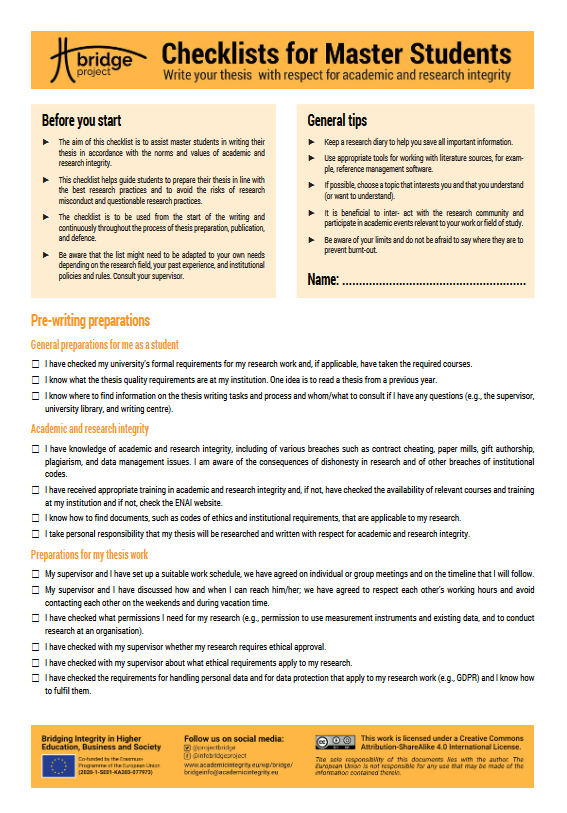 bridge
project
Checklists for Master Students
Write your thesis with respect for academic and research integrity
Before you start
► The aim of this checklist is to assist master students in writing their
thesis in accordance with the norms and values of academic and
research integrity.
► This checklist helps guide students to prepare their thesis in line with
the best research practices and to avoid the risks of research
misconduct and questionable research practices.
► The checklist is to be used from the start of the writing and
continuously throughout the process of thesis preparation, publication,
and defence.
► Be aware that the list might need to be adapted to your own needs
depending on the research field, your past experience, and institutional
policies and rules. Consult your supervisor.
General tips
► Keep a research diary to help you save all important information.
► Use appropriate tools for working with literature sources, for exam-
ple, reference management software.
► If possible, choose a topic that interests you and that you understand
(or want to understand).
► It is beneficial to inter- act with the research community and
participate in academic events relevant to your work or field of study.
► Be aware of your limits and do not be afraid to say where they are to
prevent burnt-out.
Name: ......................................................
Pre-writing preparations
General preparations for me as a student
☐ I have checked my university's formal requirements for my research work and, if applicable, have taken the required courses.
☐ I know what the thesis quality requirements are at my institution. One idea is to read a thesis from a previous year.
☐ I know where to find information on the thesis writing tasks and process and whom/what to consult if I have any questions (e.g., the supervisor,
university library, and writing centre).
Academic and research integrity
☐ I have knowledge of academic and research integrity, including of various breaches such as contract cheating, paper mills, gift authorship,
plagiarism, and data management issues. I am aware of the consequences of dishonesty in research and of other breaches of institutional
codes.
☐ I have received appropriate training in academic and research integrity and, if not, have checked the availability of relevant courses and training
at my institution and if not, check the ENAI website.
☐ I know how to find documents, such as codes of ethics and institutional requirements, that are applicable to my research.
☐ I take personal responsibility that my thesis will be researched and written with respect for academic and research integrity.
Preparations for my thesis work
☐ My supervisor and I have set up a suitable work schedule, we have agreed on individual or group meetings and on the timeline that I will follow.
☐ My supervisor and I have discussed how and when I can reach him/her; we have agreed to respect each other's working hours and avoid
contacting each other on the weekends and during vacation time.
☐ I have checked what permissions I need for my research (e.g., permission to use measurement instruments and existing data, and to conduct
research at an organisation).
☐ I have checked with my supervisor whether my research requires ethical approval.
☐ I have checked with my supervisor about what ethical requirements apply to my research.
☐ I have checked the requirements for handling personal data and for data protection that apply to my research work (e.g., GDPR) and I know how
to fulfil them.
Bridging Integrity in Higher
Education, Business and Society
Co-funded by the Erasmus+
Programme of the European Union
(2020-1-SE01-KA203-077973)
Follow us on social media:
@projectbridge
@infobridgeproject
www.academicintegrity.eu/wp/bridge/
bridgeinfo@academicintegrity.eu
This work is licensed under a Creative Commons
Attribution-ShareAlike 4.0 International License.
The sole responsibility of this documents lies with the author. The
European Union is not responsible for any use that may be made of the
information contained therein.